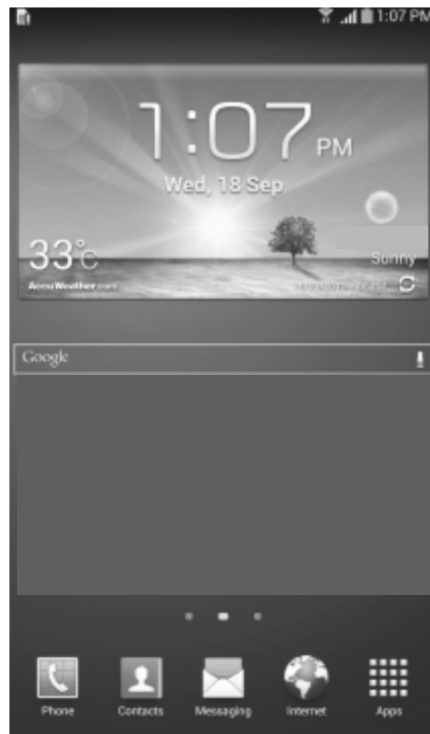 1:07 PM
1:07 PM
Wed, 18 Sep
33°c
Sunny
AccuWeather.com
Google
Phone Contacts Messaging Internet Apps